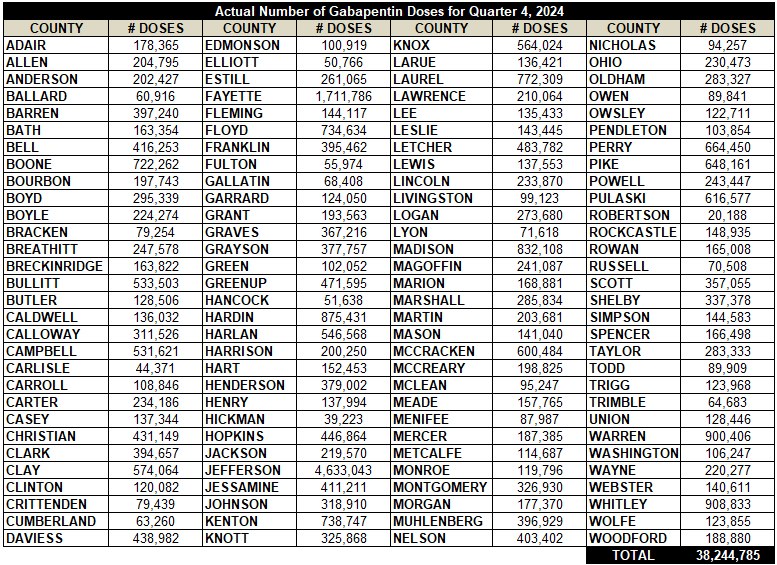 Actual Number of Gabapentin Doses for Quarter 4, 2024
COUNTY # DOSES COUNTY # DOSES COUNTY # DOSES COUNTY # DOSES
ADAIR 178,365 EDMONSON 100,919 KNOX 564,024 NICHOLAS 94,257
ALLEN 204,795 ELLIOTT 50,766 LARUE 136,421 OHIO 230,473
ANDERSON 202,427 ESTILL 261,065 LAUREL 772,309 OLDHAM 283,327
BALLARD 60,916 FAYETTE 1,711,786 LAWRENCE 210,064 OWEN 89,841
BARREN 397,240 FLEMING 144,117 LEE 135,433 OWSLEY 122,711
BATH 163,354 FLOYD 734,634 LESLIE 143,445 PENDLETON 103,854
BELL 416,253 FRANKLIN 395,462 LETCHER 483,782 PERRY 664,450
BOONE 722,262 FULTON 55,974 LEWIS 137,553 PIKE 648,161
BOURBON 197,743 GALLATIN 68,408 LINCOLN 233,870 POWELL 243,447
BOYD 295,339 GARRARD 124,050 LIVINGSTON 99,123 PULASKI 616,577
BOYLE 224,274 GRANT 193,563 LOGAN 273,680 ROBERTSON 20,188
BRACKEN 79,254 GRAVES 367,216 LYON 71,618 ROCKCASTLE 148,935
BREATHITT 247,578 GRAYSON 377,757 MADISON 832,108 ROWAN 165,008
BRECKINRIDGE 163,822 GREEN 102,052 MAGOFFIN 241,087 RUSSELL 70,508
BULLITT 533,503 GREENUP 471,595 MARION 168,881 SCOTT 357,055
BUTLER 128,506 HANCOCK 51,638 MARSHALL 285,834 SHELBY 337,378
CALDWELL 136,032 HARDIN 875,431 MARTIN 203,681 SIMPSON 144,583
CALLOWAY 311,526 HARLAN 546,568 MASON 141,040 SPENCER 166,498
CAMPBELL 531,621 HARRISON 200,250 MCCRACKEN 600,484 TAYLOR 283,333
CARLISLE 44,371 HART 152,453 MCCREARY 198,825 TODD 89,909
CARROLL 108,846 HENDERSON 379,002 MCLEAN 95,247 TRIGG 123,968
CARTER 234,186 HENRY 137,994 MEADE 157,765 TRIMBLE 64,683
CASEY 137,344 HICKMAN 39,223 MENIFEE 87,987 UNION 128,446
CHRISTIAN 431,149 HOPKINS 446,864 MERCER 187,385 WARREN 900,406
CLARK 394,657 JACKSON 219,570 METCALFE 114,687 WASHINGTON 106,247
CLAY 574,064 JEFFERSON 4,633,043 MONROE 119,796 WAYNE 220,277
CLINTON 120,082 JESSAMINE 411,211 MONTGOMERY 326,930 WEBSTER 140,611
CRITTENDEN 79,439 JOHNSON 318,910 MORGAN 177,370 WHITLEY 908,833
CUMBERLAND 63,260 KENTON 738,747 MUHLENBERG 396,929 WOLFE 123,855
DAVIESS 438,982 KNOTT 325,868 NELSON 403,402 WOODFORD 188,880
TOTAL 38,244,785